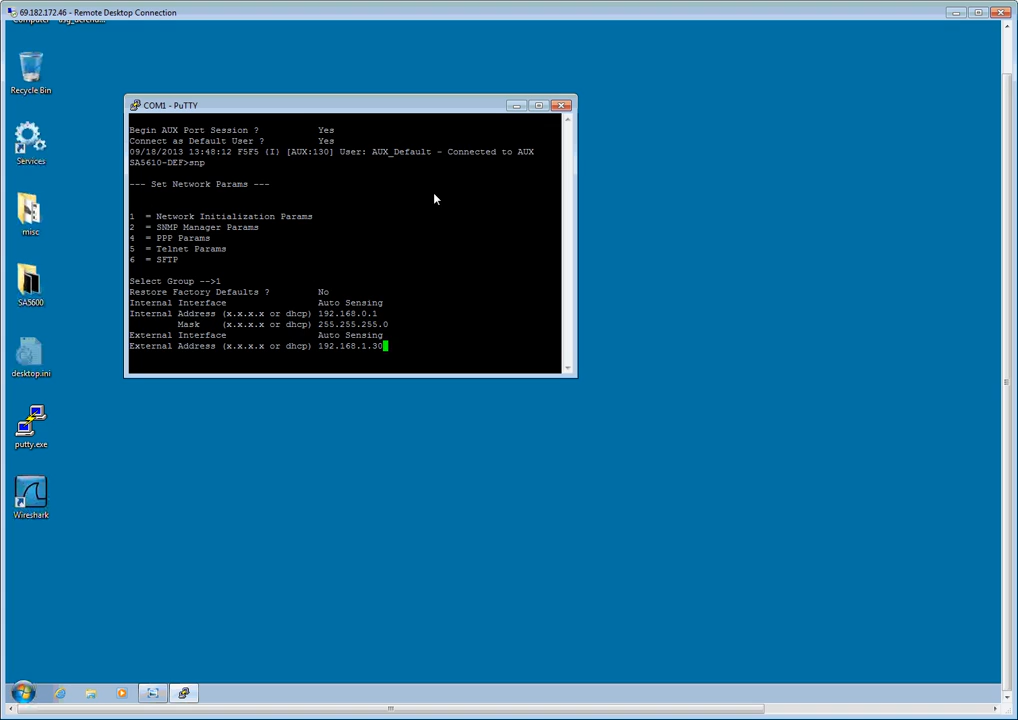 69.182.172.46 - Remote Desktop Connection
Computer
Recycle Bin
Services
misc
SA5600
desktop.ini
putty.exe
Wireshark
COM1 - PuTTY
Begin AUX Port Session ? Yes
Connect as Default User ? Yes
09/18/2013 13:48:12 F5F5 {I} [AUX:130] User: AUX_Default - Connected to AUX
SA5610-DEF>snp
--- Set Network Params ---
1 = Network Initialization Params
2 = SNMP Manager Params
4 = PPP Params
5 = Telnet Params
6 = SFTP
Select Group -->1
Restore Factory Defaults ? No
Internal Interface Auto Sensing
Internal Address (x.x.x.x or dhcp) 192.168.0.1
Mask (x.x.x.x or dhcp) 255.255.255.0
External Interface Auto Sensing
External Address (x.x.x.x or dhcp) 192.168.1.30